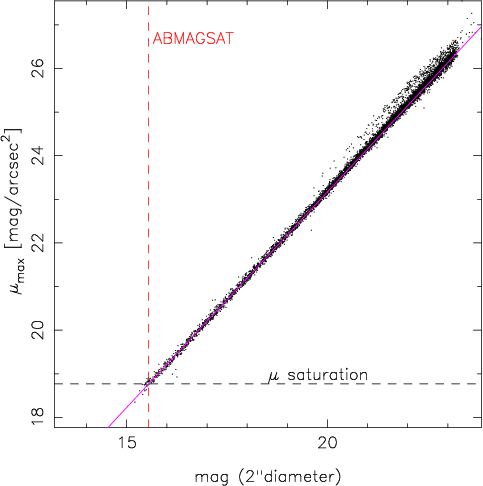 ABMAGSAT
26
24
22
20
18
μmax [mag/arcsec2]
μ saturation
15
20
mag (2"diameter)